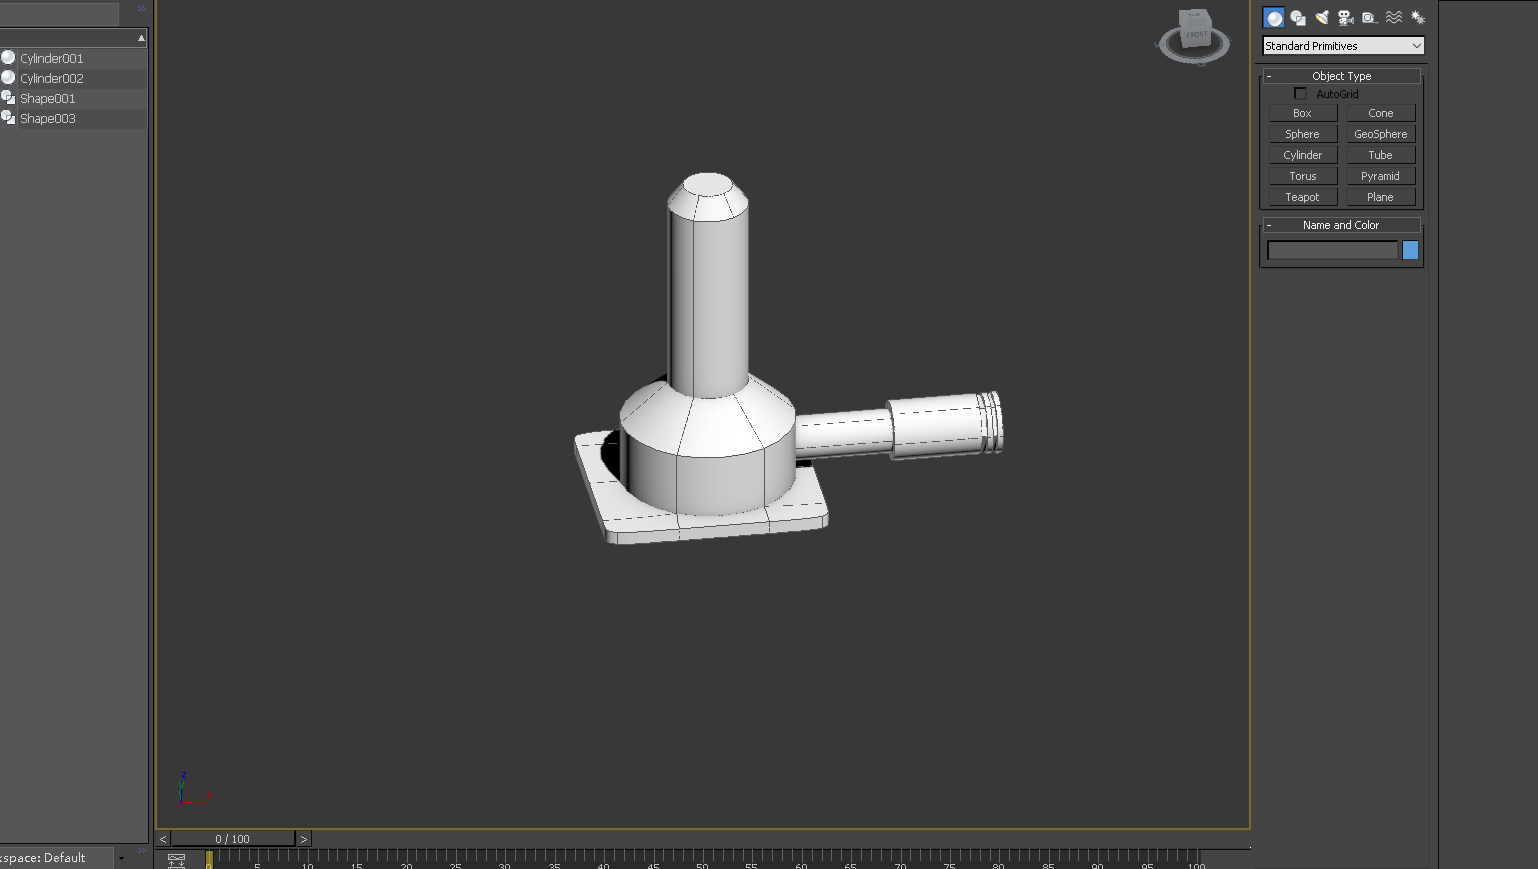 Cylinder001
Cylinder002
Shape001
Shape003
FRONT
Standard Primitives
- Object Type
AutoGrid
Box Cone
Sphere GeoSphere
Cylinder Tube
Torus Pyramid
Teapot Plane
- Name and Color
z
y
x
< 0 / 100 >
kspace: Default
0 5 10 15 20 25 30 35 40 45 50 55 60 65 70 75 80 85 90 95 100